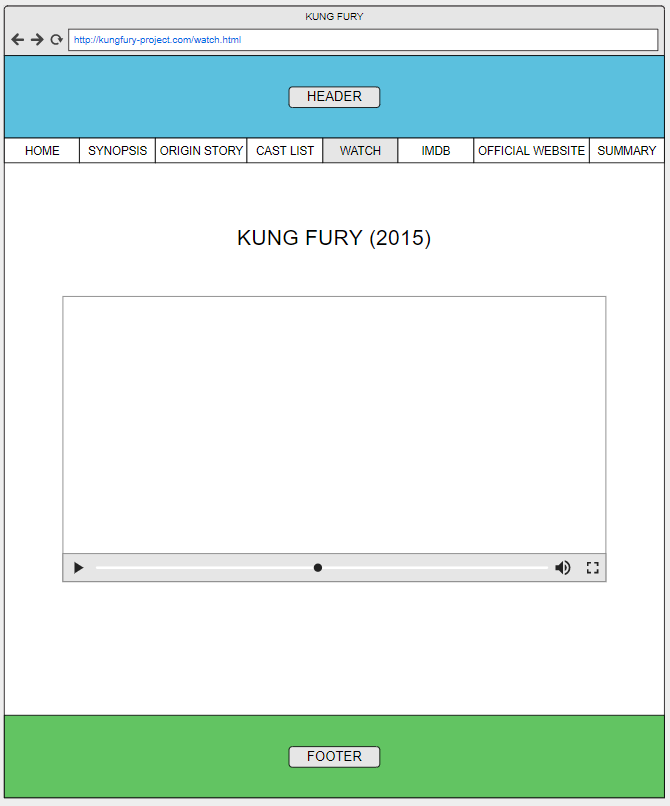 KUNG FURY
http://kungfury-project.com/watch.html
HEADER
HOME SYNOPSIS ORIGIN STORY CAST LIST WATCH IMDB OFFICIAL WEBSITE SUMMARY
KUNG FURY (2015)
FOOTER